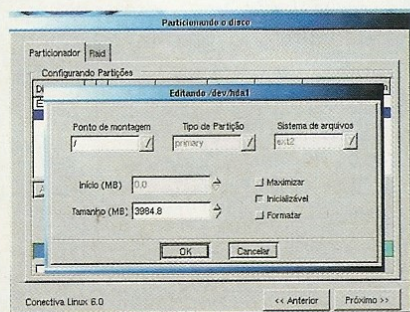 Particionando o disco
Particionador Raid
Configurando Partições
Editando /dev/hda1
Ponto de montagem Tipo de Partição Sistema de arquivos
/ primary ext2
Início (MB) 0.0 Maximizar
Inicializável
Tamanho (MB) 3984.8 Formatar
OK Cancelar
Conectiva Linux 6.0 << Anterior Próximo >>